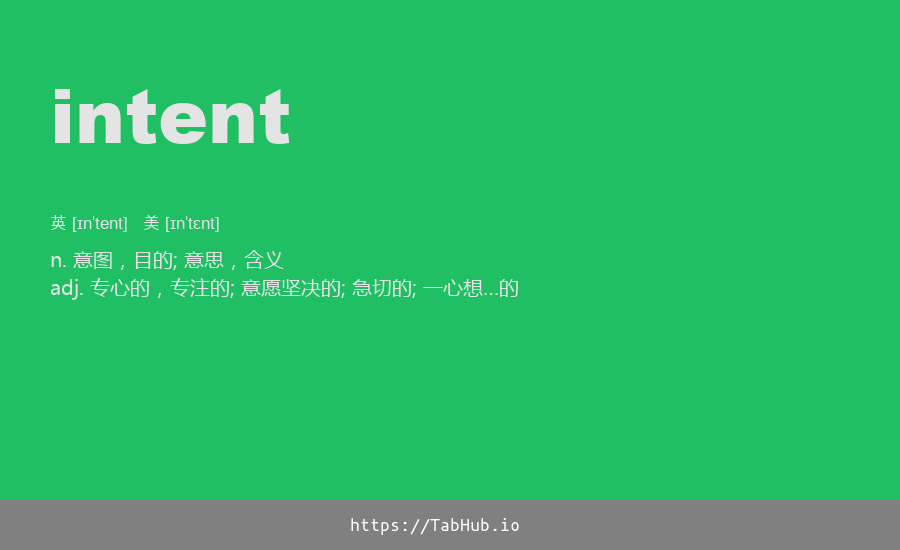 intent
英 [ɪn'tent] 美 [ɪn'tɛnt]
n. 意图，目的; 意思，含义
adj. 专心的，专注的; 意愿坚决的; 急切的; 一心想…的
https://TabHub.io